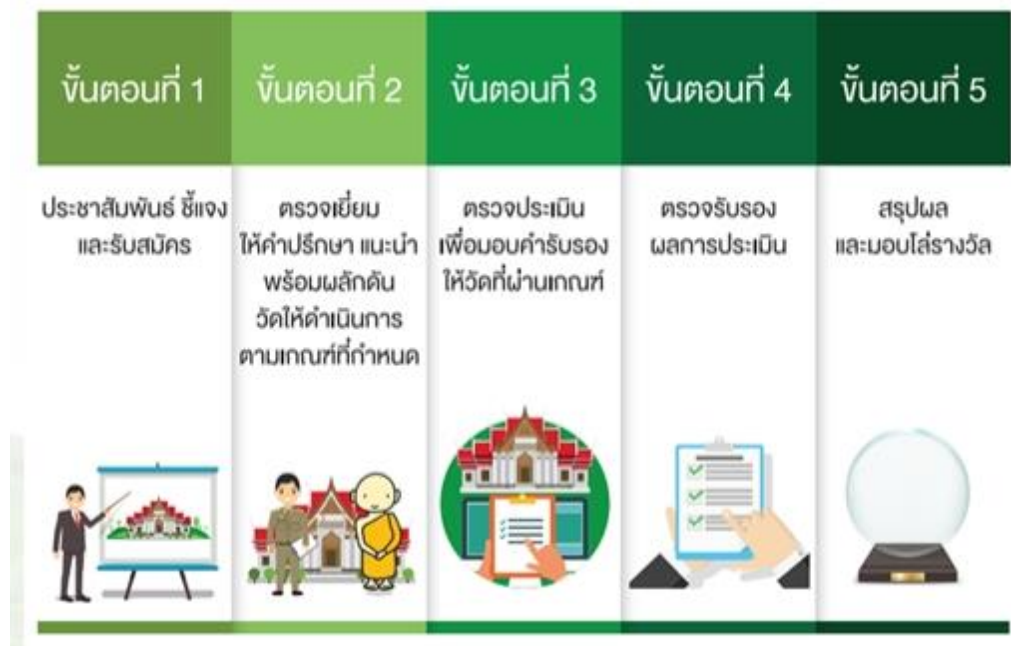 ขั้นตอนที่ 1
ประชาสัมพันธ์ ชี้แจง
และรับสมัคร
ขั้นตอนที่ 2
ตรวจเยี่ยม
ให้คำปรึกษา แนะนำ
พร้อมผลักดัน
วัดให้ดำเนินการ
ตามเกณฑ์ที่กำหนด
ขั้นตอนที่ 3
ตรวจประเมิน
เพื่อมอบคำรับรอง
ให้วัดที่ผ่านเกณฑ์
ขั้นตอนที่ 4
ตรวจรับรอง
ผลการประเมิน
ขั้นตอนที่ 5
สรุปผล
และมอบโล่รางวัล